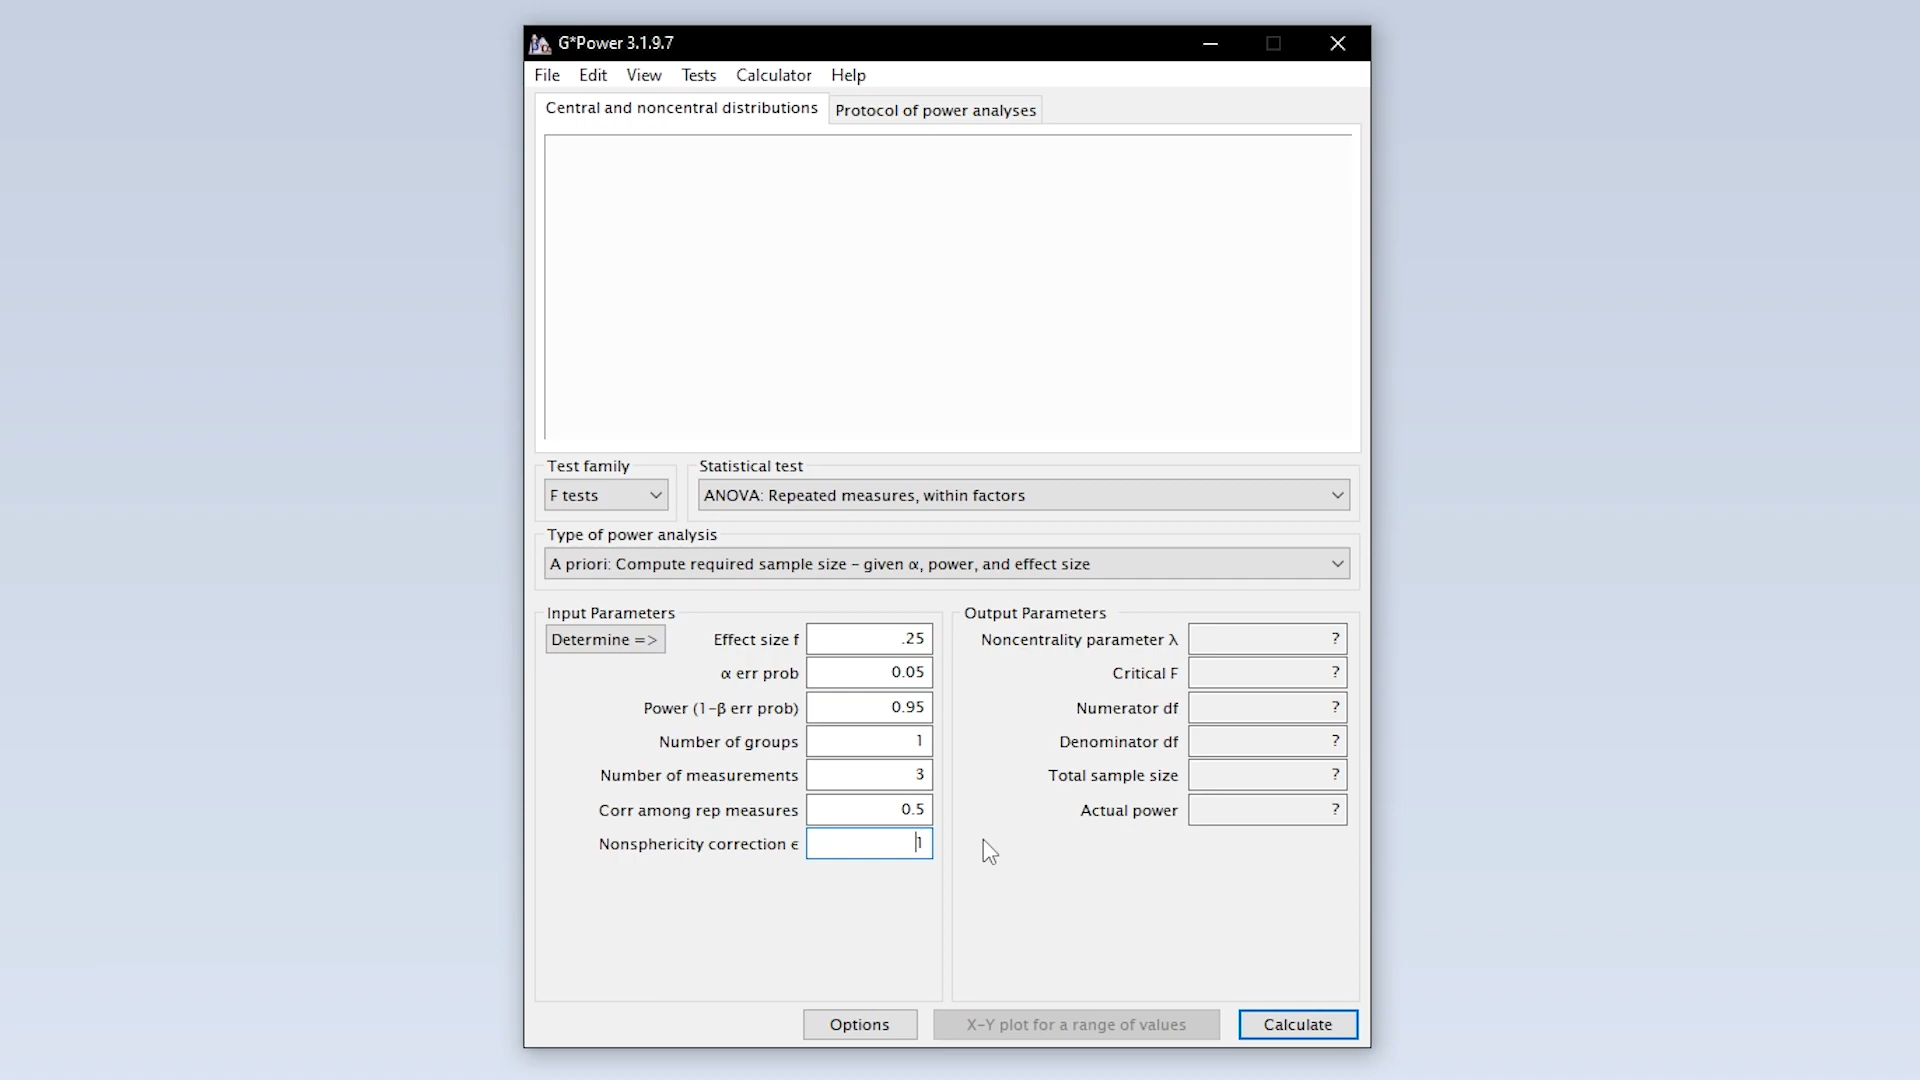 G*Power 3.1.9.7
File Edit View Tests Calculator Help
Central and noncentral distributions Protocol of power analyses
Test family Statistical test
F tests ANOVA: Repeated measures, within factors
Type of power analysis
A priori: Compute required sample size – given α, power, and effect size
Input Parameters Output Parameters
Determine => Effect size f .25 Noncentrality parameter λ ?
α err prob 0.05 Critical F ?
Power (1–β err prob) 0.95 Numerator df ?
Number of groups 1 Denominator df ?
Number of measurements 3 Total sample size ?
Corr among rep measures 0.5 Actual power ?
Nonsphericity correction ϵ 1
Options X–Y plot for a range of values Calculate